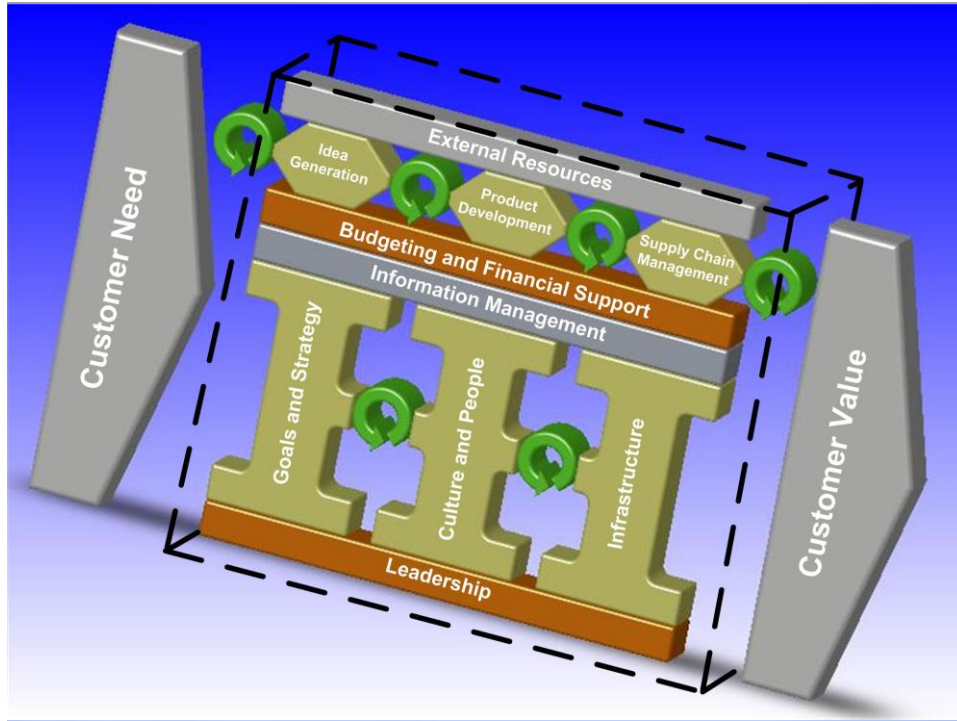 Customer Need
External Resources
Idea
Generation
Product
Development
Supply Chain
Management
Budgeting and Financial Support
Information Management
Goals and Strategy
Culture and People
Infrastructure
Leadership
Customer Value